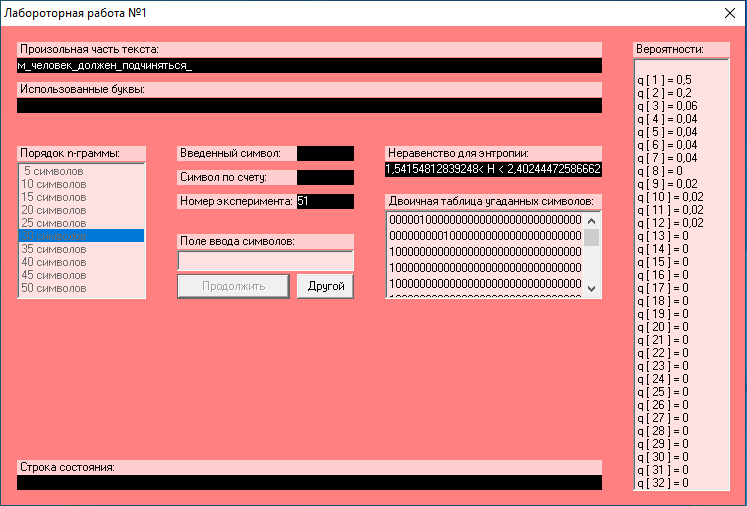 Лабороторная работа №1
Произольная часть текста:
м_человек_должен_подчиняться_
Использованные буквы:
Порядок n-граммы:
5 символов
10 символов
15 символов
20 символов
25 символов
30 символов
35 символов
40 символов
45 символов
50 символов
Введенный символ:
Символ по счету:
Номер эксперимента: 51
Поле ввода символов:
Продолжить
Другой
Неравенство для энтропии:
1,54154812839248< H < 2,40244472586662
Двоичная таблица угаданных символов:
00000100000000000000000000000000
00000000010000000000000000000000
10000000000000000000000000000000
10000000000000000000000000000000
10000000000000000000000000000000
Строка состояния:
Вероятности:
q [ 1 ] = 0,5
q [ 2 ] = 0,2
q [ 3 ] = 0,06
q [ 4 ] = 0,04
q [ 5 ] = 0,04
q [ 6 ] = 0,04
q [ 7 ] = 0,04
q [ 8 ] = 0
q [ 9 ] = 0,02
q [ 10 ] = 0,02
q [ 11 ] = 0,02
q [ 12 ] = 0,02
q [ 13 ] = 0
q [ 14 ] = 0
q [ 15 ] = 0
q [ 16 ] = 0
q [ 17 ] = 0
q [ 18 ] = 0
q [ 19 ] = 0
q [ 20 ] = 0
q [ 21 ] = 0
q [ 22 ] = 0
q [ 23 ] = 0
q [ 24 ] = 0
q [ 25 ] = 0
q [ 26 ] = 0
q [ 27 ] = 0
q [ 28 ] = 0
q [ 29 ] = 0
q [ 30 ] = 0
q [ 31 ] = 0
q [ 32 ] = 0